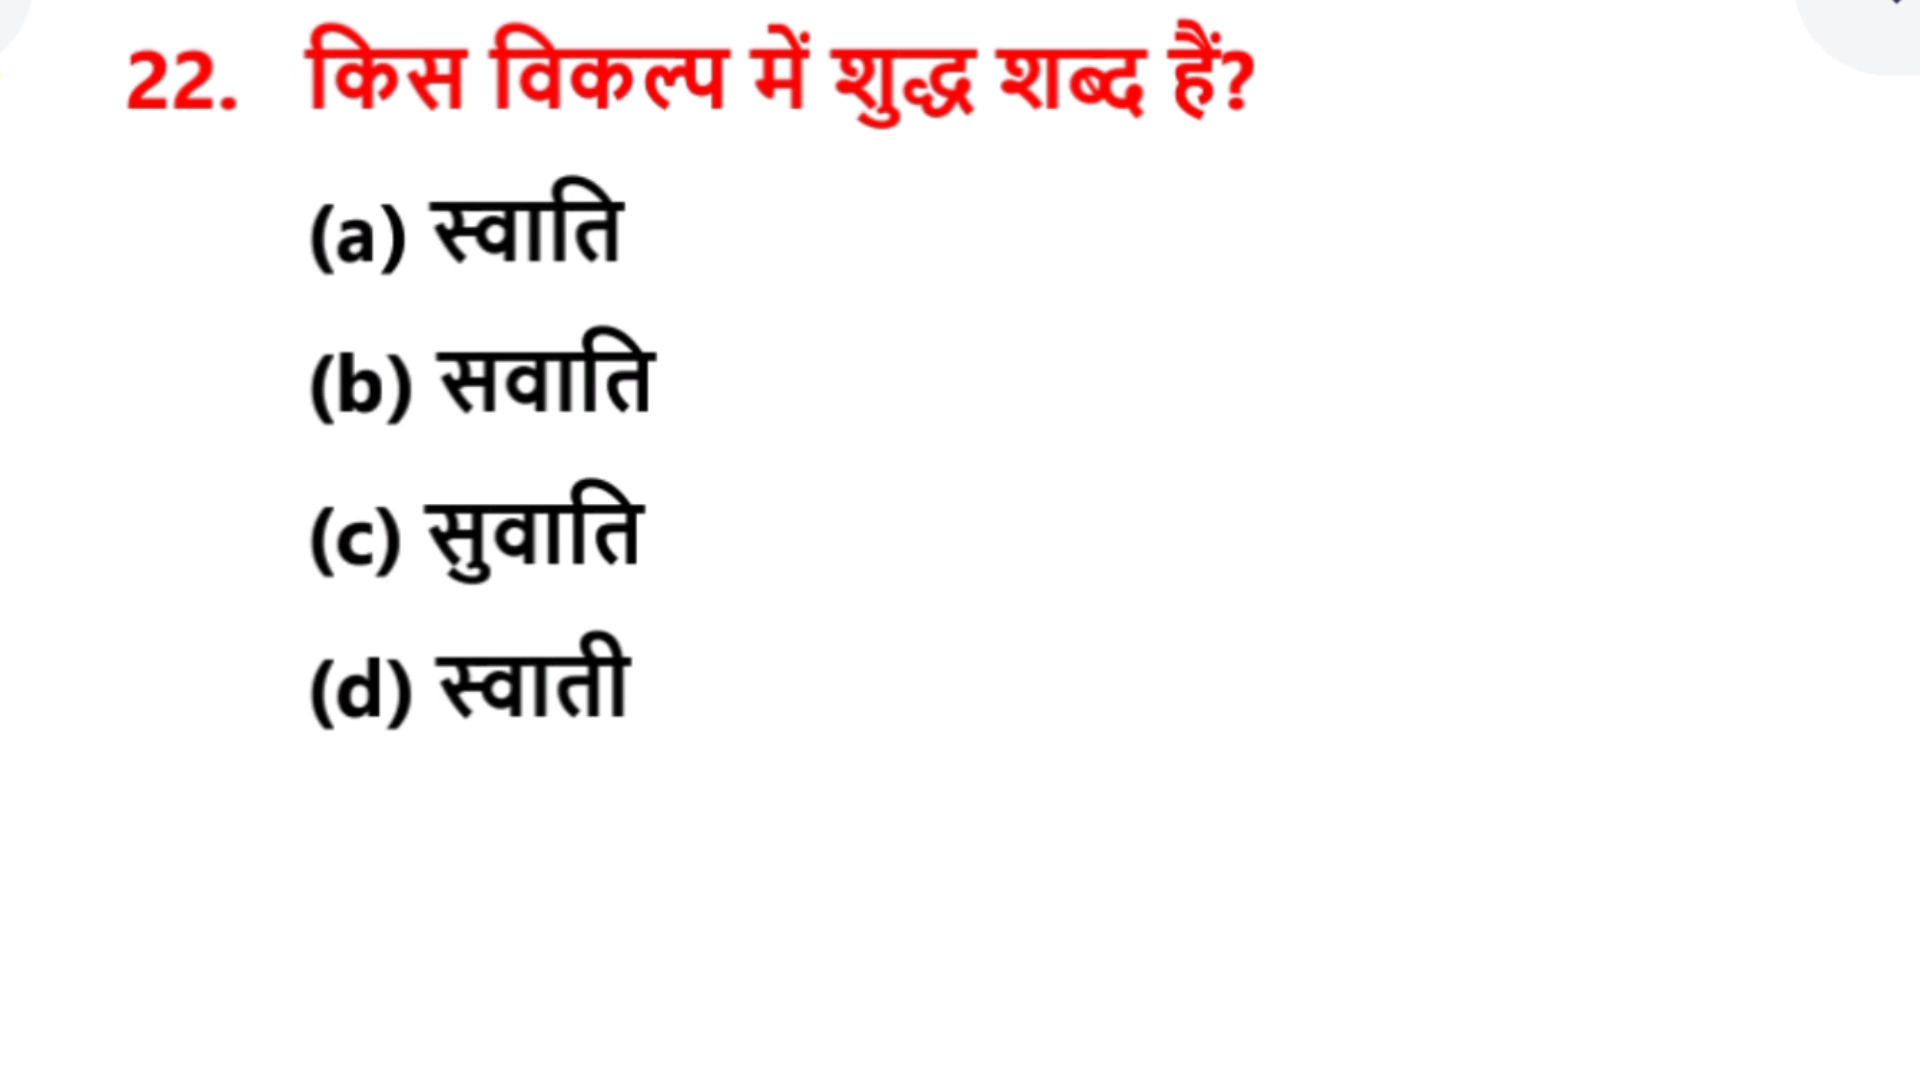 22. किस विकल्प में शुद्ध शब्द हैं?
(a) स्वाति
(b) सवाति
(c) सुवाति
(d) स्वाती